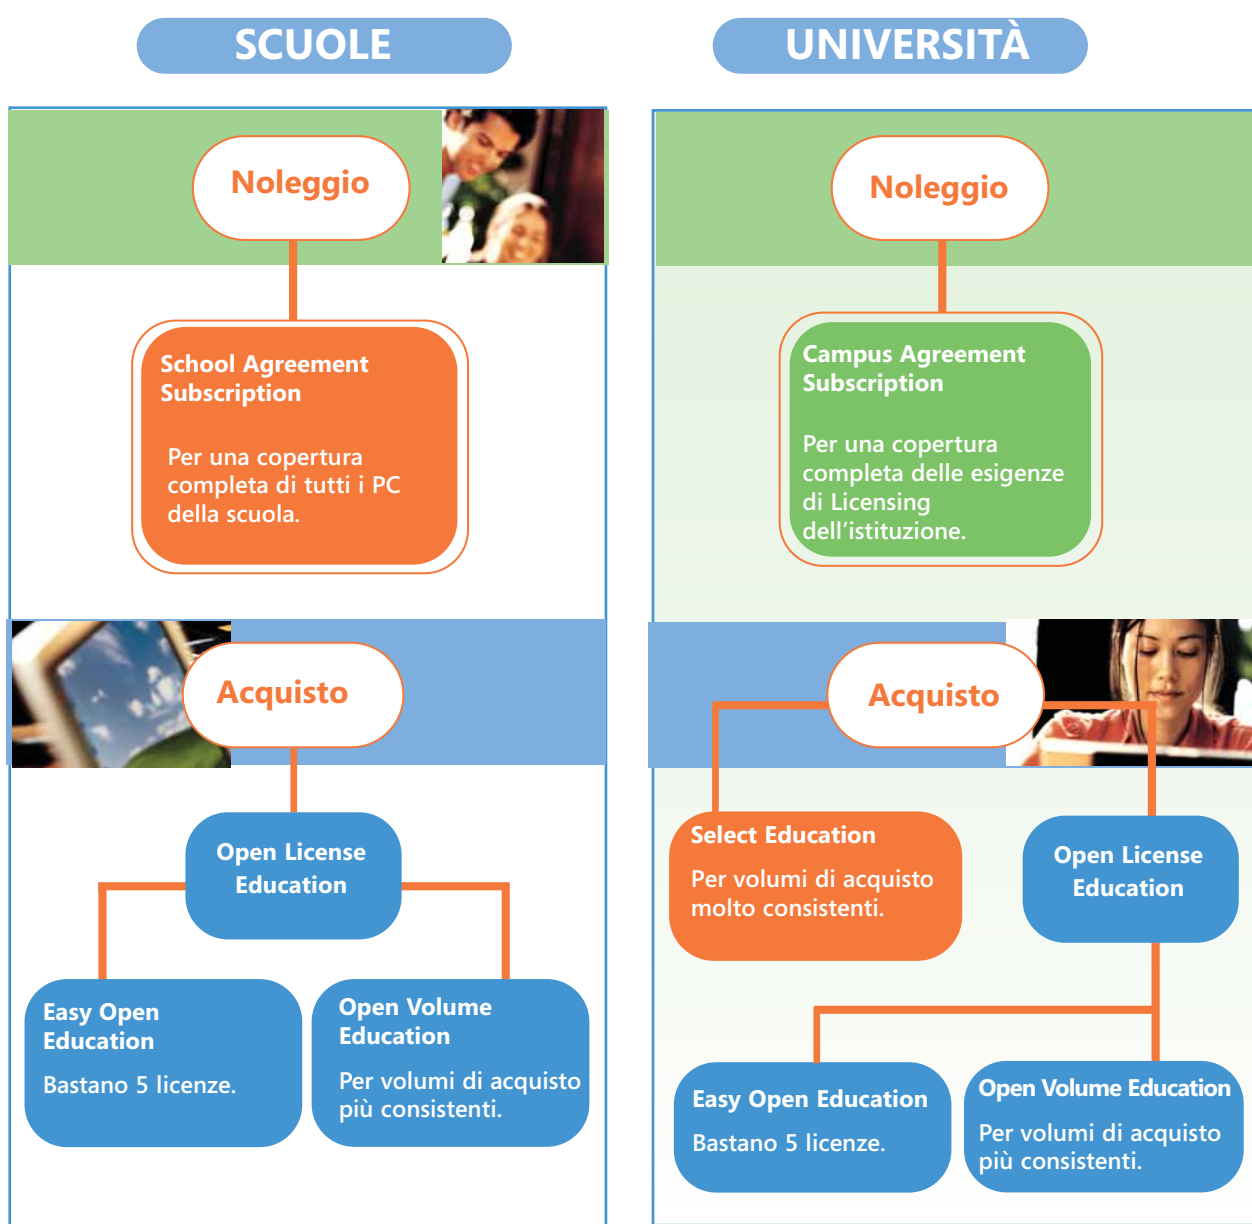 SCUOLE
Noleggio
School Agreement
Subscription
Per una copertura
completa di tutti i PC
della scuola.
Acquisto
Open License
Education
Easy Open
Education
Bastano 5 licenze.
Open Volume
Education
Per volumi di acquisto
più consistenti.
UNIVERSITÀ
Noleggio
Campus Agreement
Subscription
Per una copertura
completa delle esigenze
di Licensing
dell’istituzione.
Acquisto
Select Education
Per volumi di acquisto
molto consistenti.
Open License
Education
Easy Open Education
Bastano 5 licenze.
Open Volume Education
Per volumi di acquisto
più consistenti.